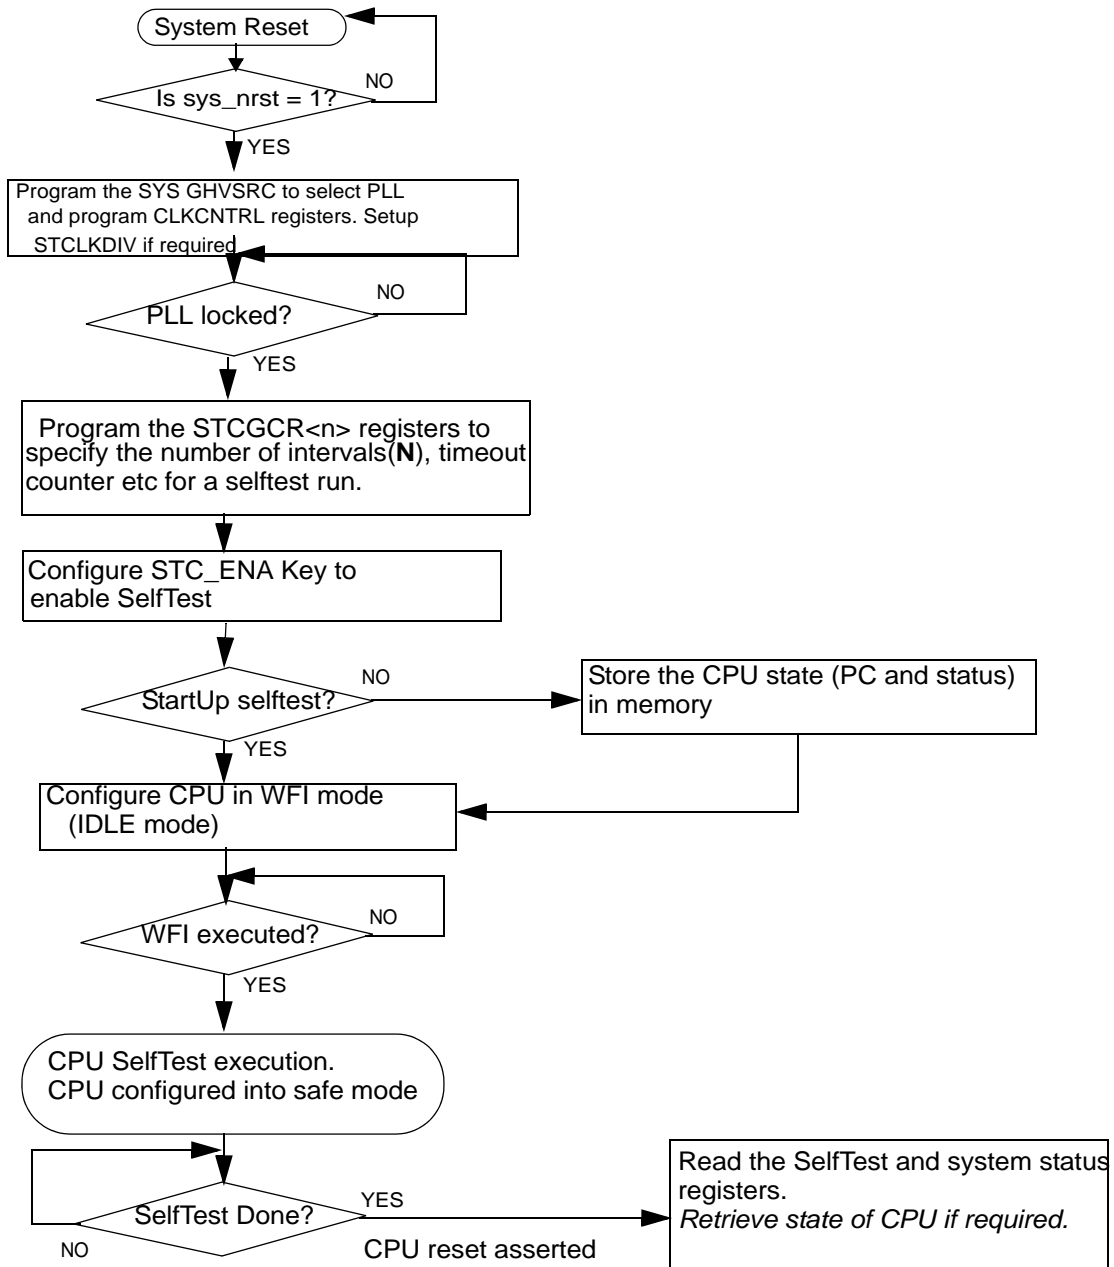 System Reset
NO
Is sys_nrst = 1?
YES
Program the SYS GHVSRC to select PLL
and program CLKCNTRL registers. Setup
STCLKDIV if required
NO
PLL locked?
YES
Program the STCGCR<n> registers to
specify the number of intervals(N), timeout
counter etc for a selftest run.
Configure STC_ENA Key to
enable SelfTest
NO
StartUp selftest?
YES
Store the CPU state (PC and status)
in memory
Configure CPU in WFI mode
(IDLE mode)
NO
WFI executed?
YES
CPU SelfTest execution.
CPU configured into safe mode
SelfTest Done?
YES
NO
CPU reset asserted
Read the SelfTest and system status
registers.
Retrieve state of CPU if required.